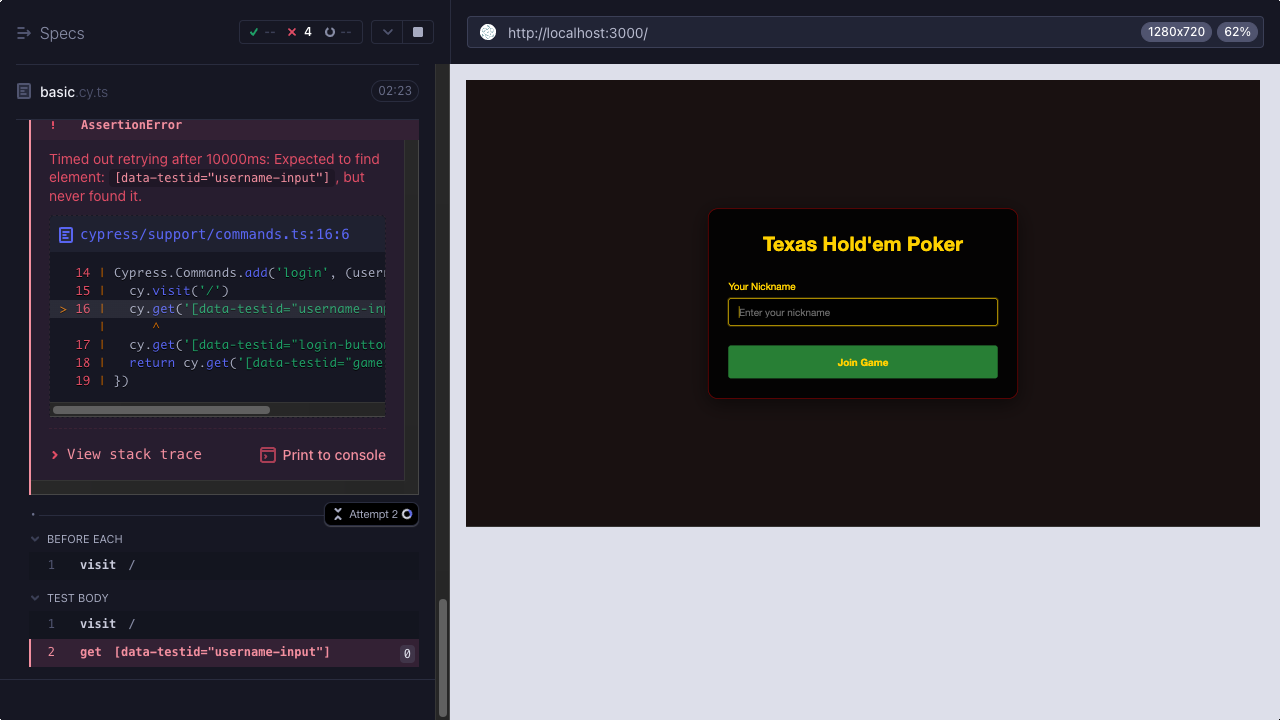 Specs
-- 4 --
http://localhost:3000/
1280x720 62%
basic.cy.ts 02:23
! AssertionError
Timed out retrying after 10000ms: Expected to find
element: [data-testid="username-input"] , but
never found it.
cypress/support/commands.ts:16:6
14 | Cypress.Commands.add('login', (user
15 | cy.visit('/')
> 16 | cy.get('[data-testid="username-in
| ^
17 | cy.get('[data-testid="login-butto
18 | return cy.get('[data-testid="game
19 | })
View stack trace
Print to console
Attempt 2
BEFORE EACH
1 visit /
TEST BODY
1 visit /
2 get [data-testid="username-input"] 0
Texas Hold'em Poker
Your Nickname
Enter your nickname
Join Game